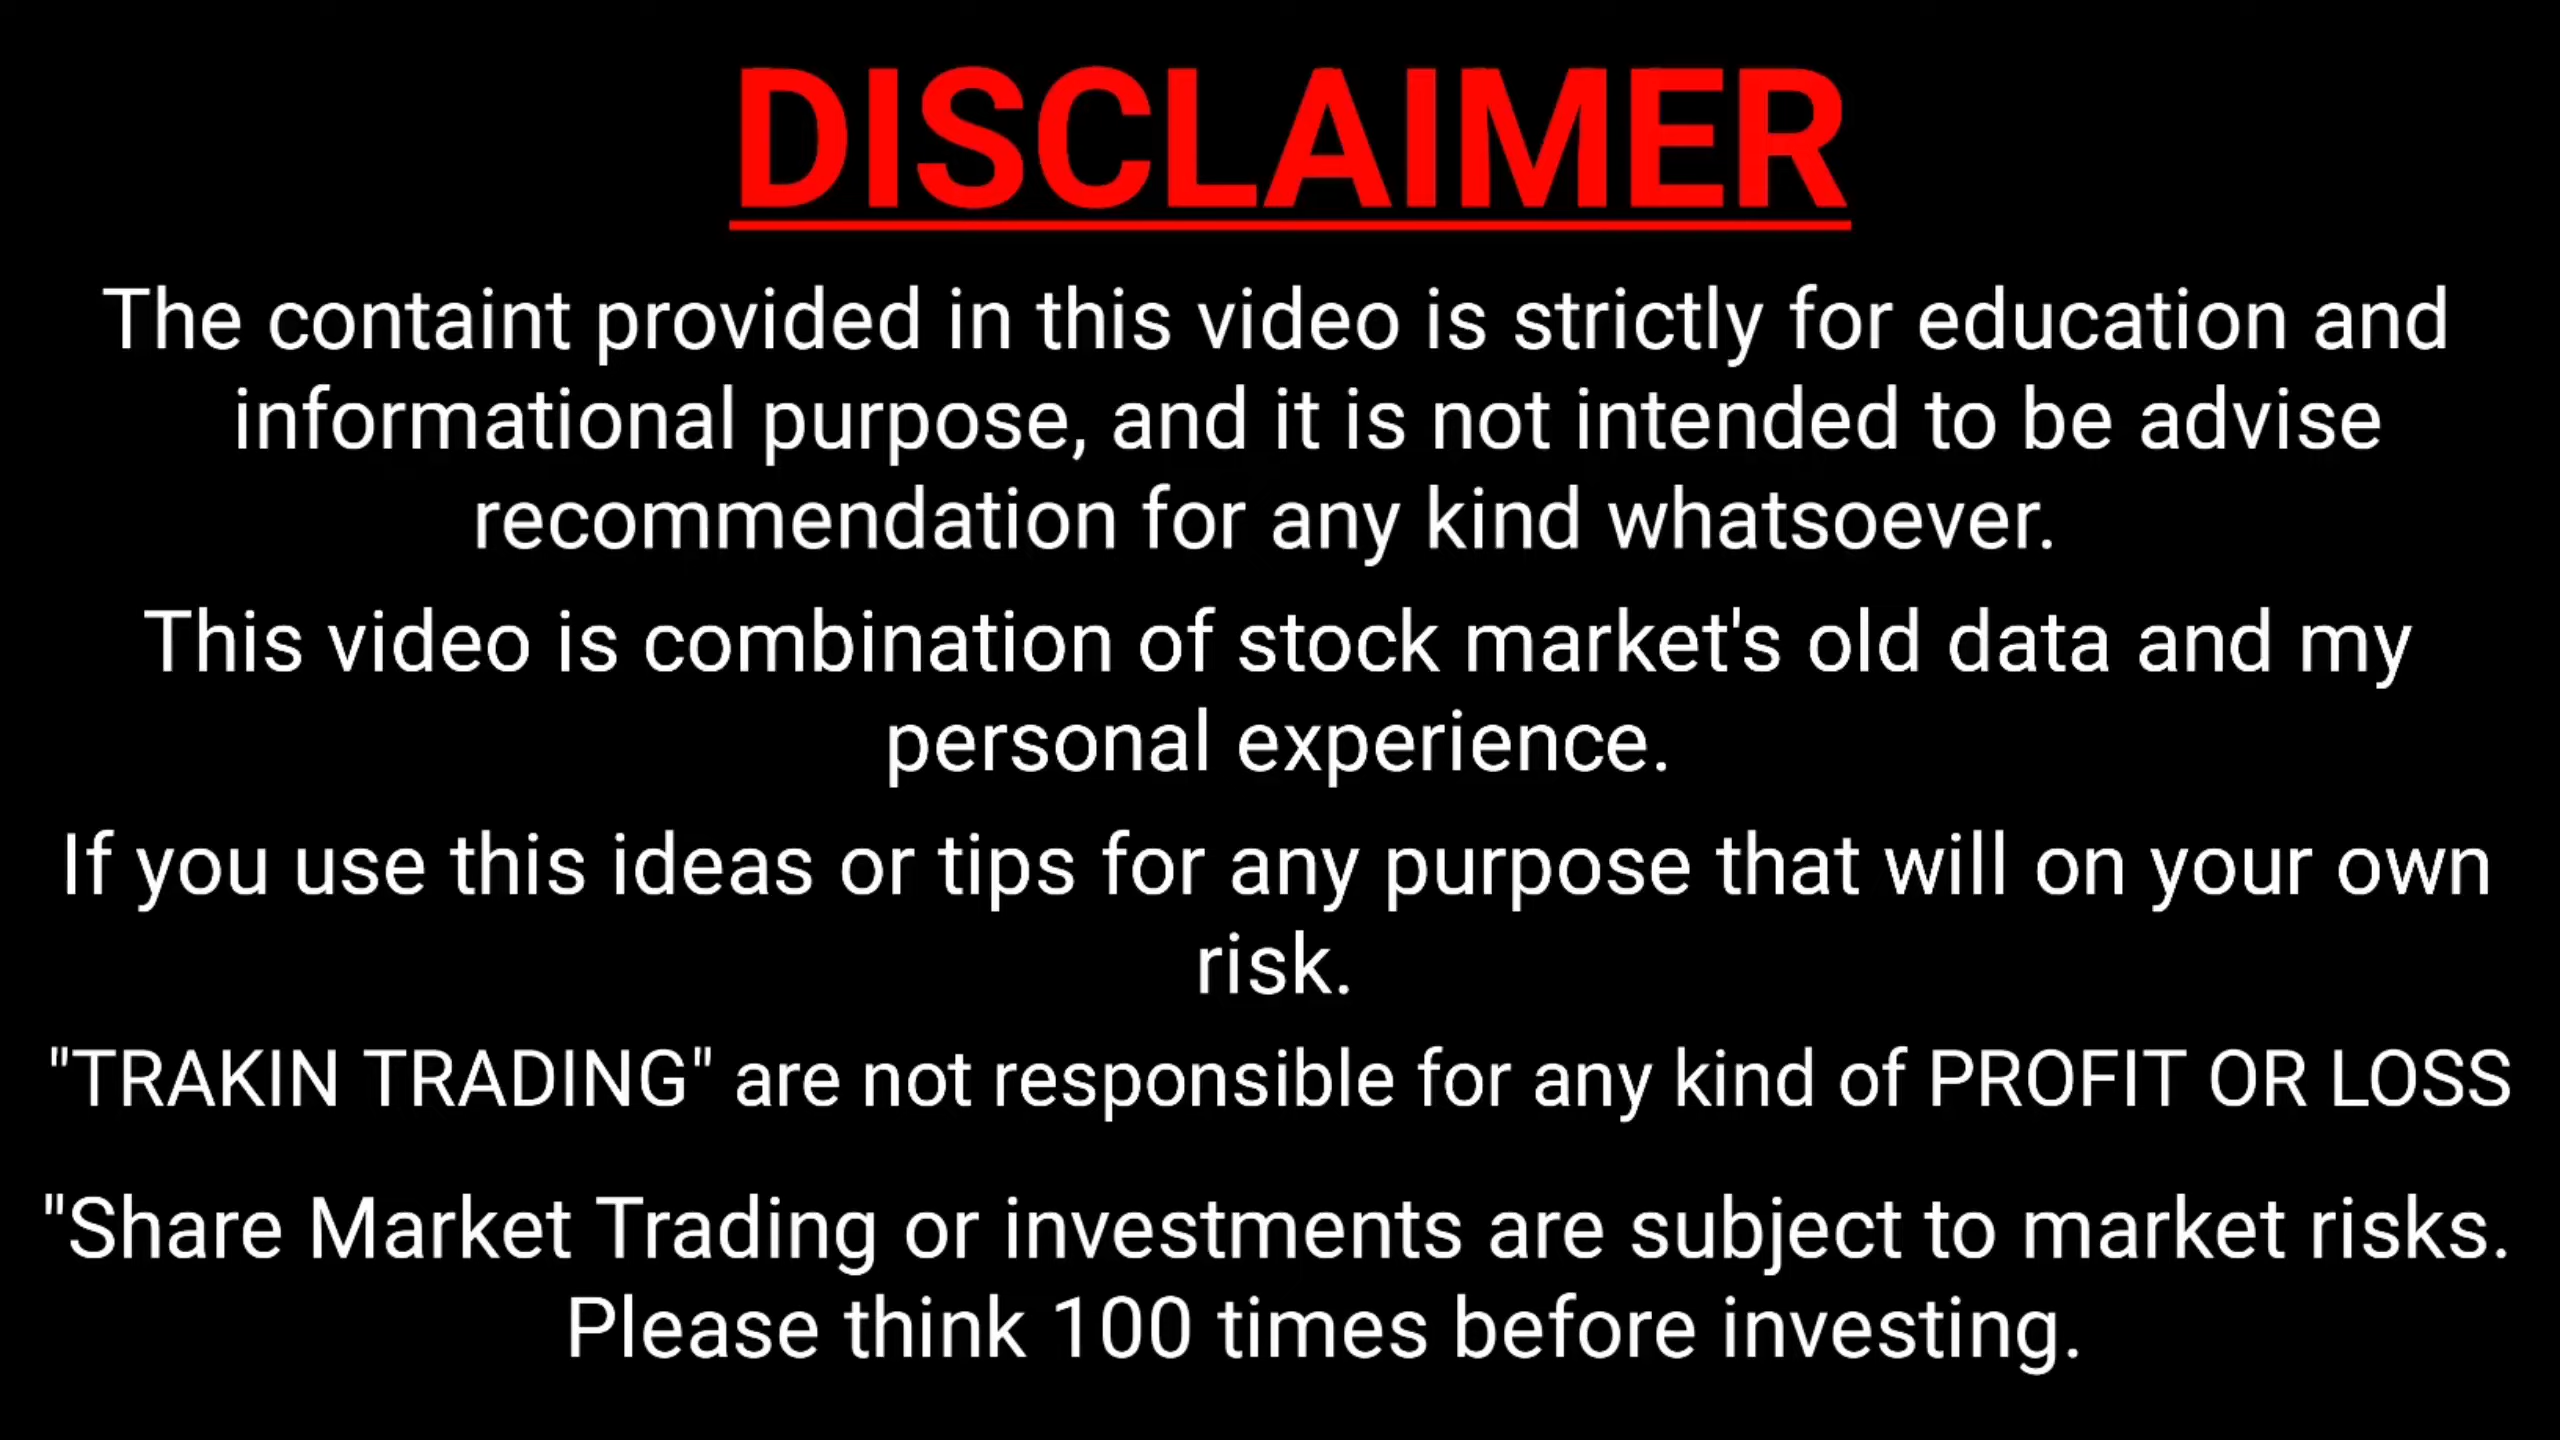 DISCLAIMER
The containt provided in this video is strictly for education and
informational purpose, and it is not intended to be advise
recommendation for any kind whatsoever.
This video is combination of stock market's old data and my
personal experience.
If you use this ideas or tips for any purpose that will on your own
risk.
"TRAKIN TRADING" are not responsible for any kind of PROFIT OR LOSS
"Share Market Trading or investments are subject to market risks.
Please think 100 times before investing.